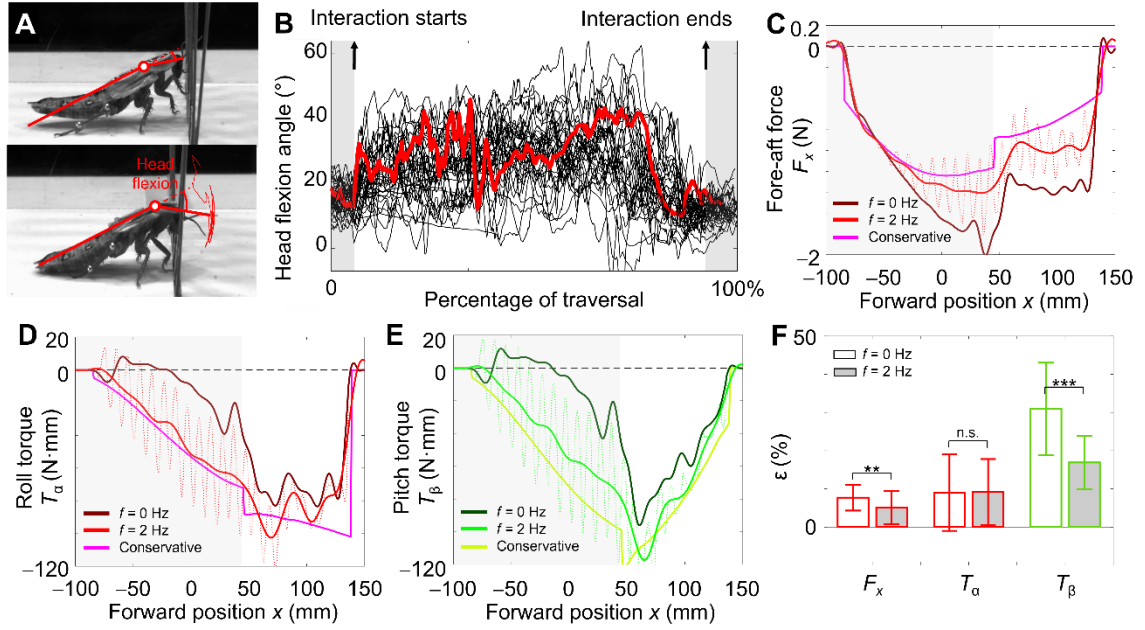 A
Head
flexion
B
Interaction starts
Interaction ends
Head flexion angle (°)
60
40
20
0
0
100%
Percentage of traversal
C
Fore-aft force
Fx (N)
0.2
0
−2
f = 0 Hz
f = 2 Hz
Conservative
−100
−50
0
50
100
150
Forward position x (mm)
D
Roll torque
Tα (N·mm)
20
0
−120
f = 0 Hz
f = 2 Hz
Conservative
−100
−50
0
50
100
150
Forward position x (mm)
E
Pitch torque
Tβ (N·mm)
20
0
−120
f = 0 Hz
f = 2 Hz
Conservative
−100
−50
0
50
100
150
Forward position x (mm)
F
ε (%)
50
0
f = 0 Hz
f = 2 Hz
**
n.s.
***
Fx
Tα
Tβ